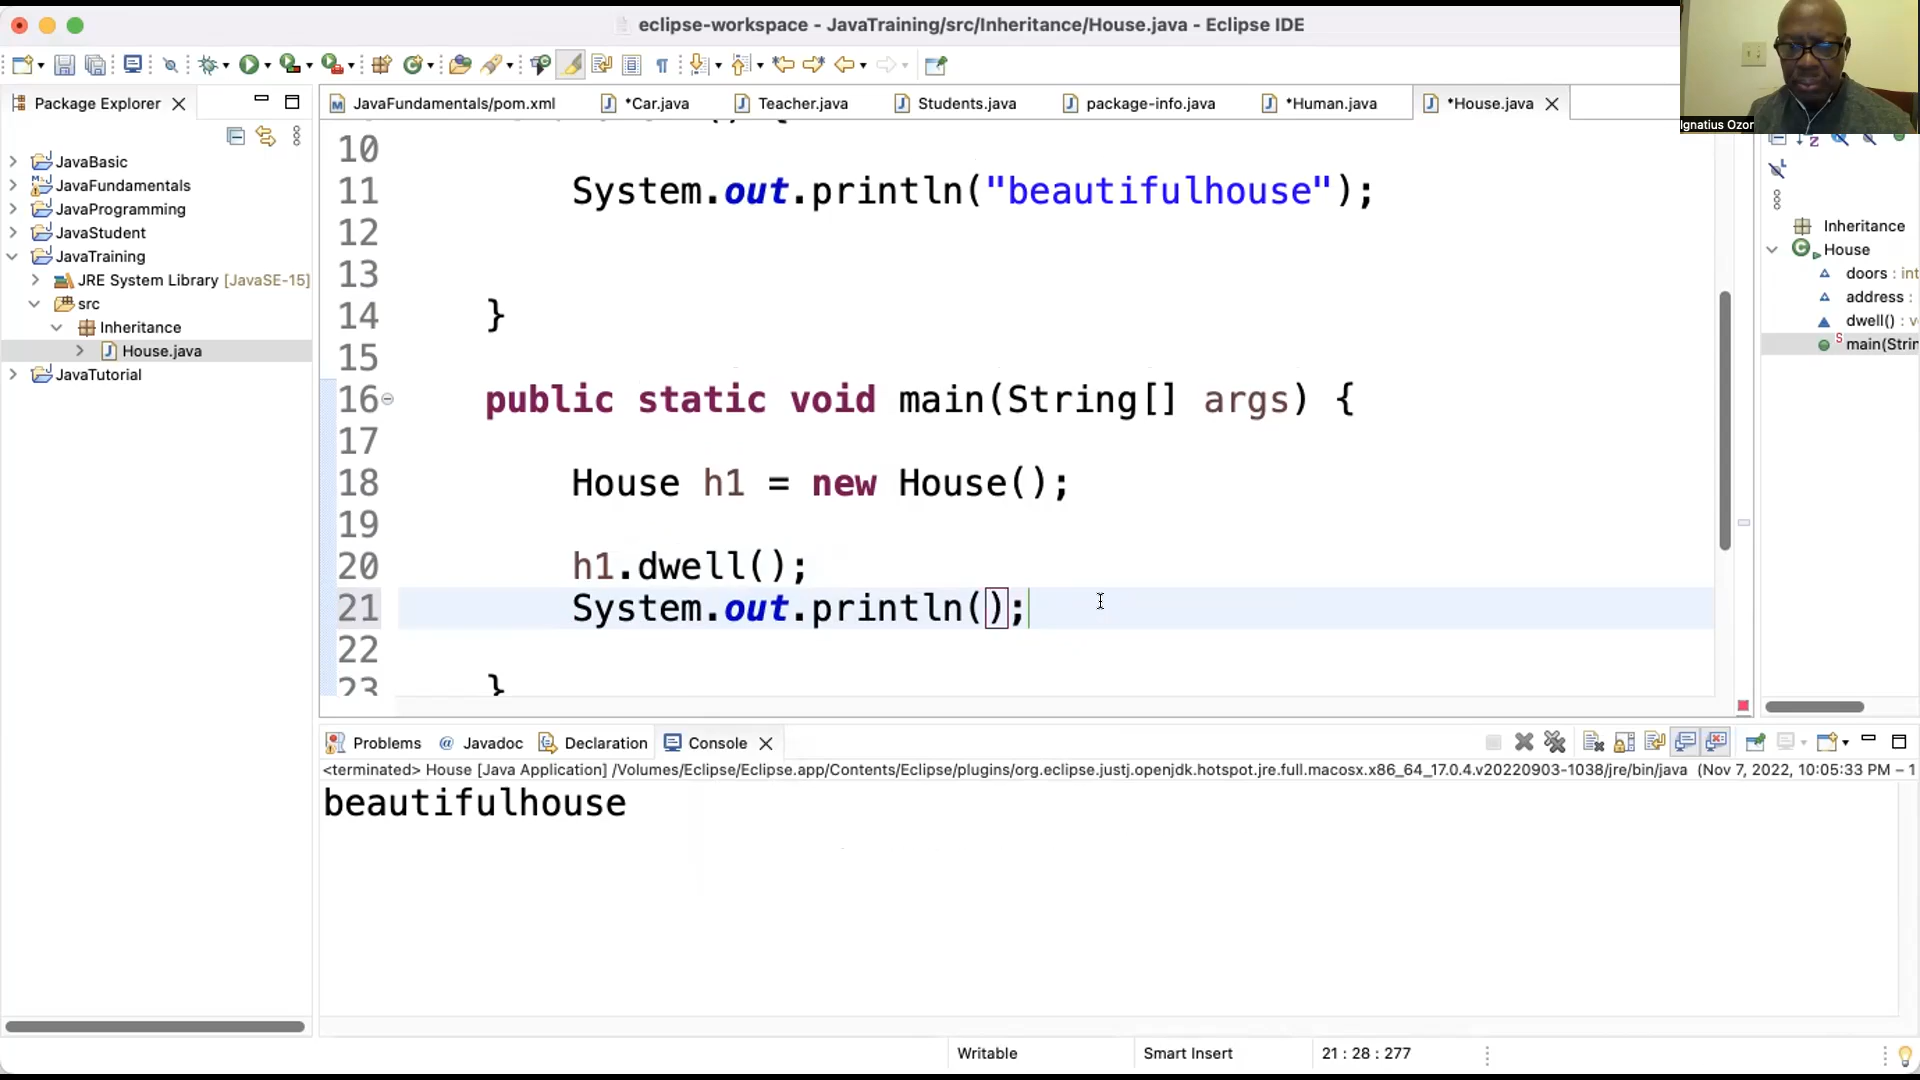 eclipse-workspace - JavaTraining/src/Inheritance/House.java - Eclipse IDE
Package Explorer
JavaFundamentals/pom.xml
*Car.java
Teacher.java
Students.java
package-info.java
*Human.java
*House.java
Ignatius Ozor
JavaBasic
JavaFundamentals
JavaProgramming
JavaStudent
JavaTraining
JRE System Library [JavaSE-15]
src
Inheritance
House.java
JavaTutorial
10
11 System.out.println("beautifulhouse");
12
13
14 }
15
16 public static void main(String[] args) {
17
18 House h1 = new House();
19
20 h1.dwell();
21 System.out.println();
22
23 }
Inheritance
House
doors : int
address :
dwell() : v
main(Strin
Problems
Javadoc
Declaration
Console
<terminated> House [Java Application] /Volumes/Eclipse/Eclipse.app/Contents/Eclipse/plugins/org.eclipse.justj.openjdk.hotspot.jre.full.macosx.x86_64_17.0.4.v20220903-1038/jre/bin/java (Nov 7, 2022, 10:05:33 PM – 1
beautifulhouse
Writable
Smart Insert
21 : 28 : 277